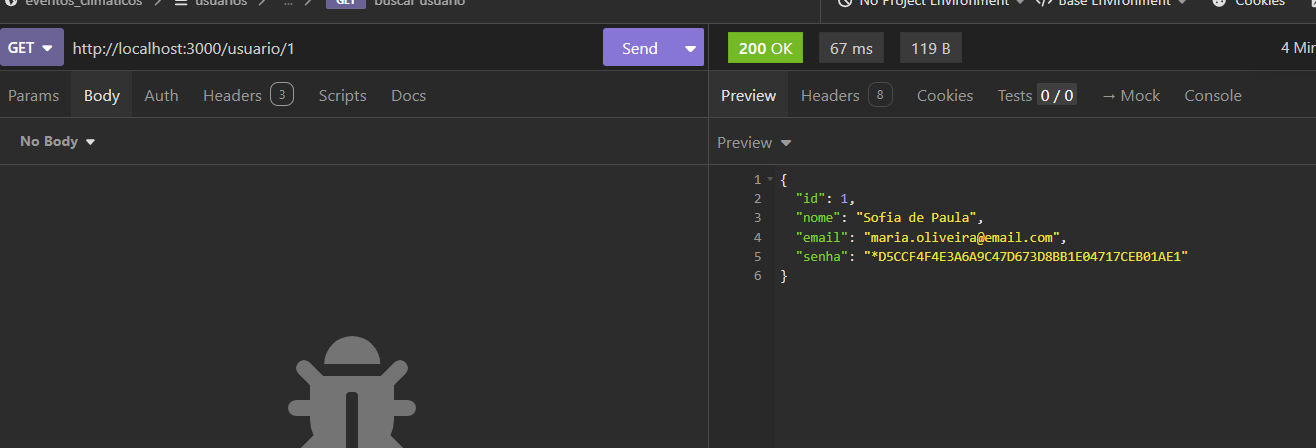 eventos_climaticos > usuarios > ... > GET buscar usuario
No Project Environment </> Base Environment Cookies
GET http://localhost:3000/usuario/1 Send
200 OK 67 ms 119 B 4 Min
Params Body Auth Headers 3 Scripts Docs
Preview Headers 8 Cookies Tests 0 / 0 → Mock Console
No Body
Preview
1 {
2 "id": 1,
3 "nome": "Sofia de Paula",
4 "email": "maria.oliveira@email.com",
5 "senha": "*D5CCF4F4E3A6A9C47D673D8BB1E04717CEB01AE1"
6 }